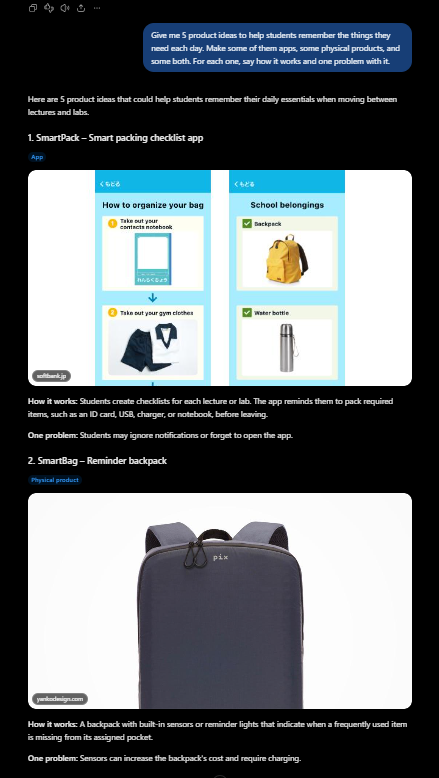 Give me 5 product ideas to help students remember the things they
need each day. Make some of them apps, some physical products, and
some both. For each one, say how it works and one problem with it.
Here are 5 product ideas that could help students remember their daily essentials when moving between
lectures and labs.
1. SmartPack – Smart packing checklist app
App
くもどる
How to organize your bag
1 Take out your
contacts notebook
れんらくちょう
2 Take out your gym clothes
くもどる
School belongings
Backpack
Water bottle
softbank.jp
How it works: Students create checklists for each lecture or lab. The app reminds them to pack required
items, such as an ID card, USB, charger, or notebook, before leaving.
One problem: Students may ignore notifications or forget to open the app.
2. SmartBag – Reminder backpack
Physical product
pix
yankodesign.com
How it works: A backpack with built-in sensors or reminder lights that indicate when a frequently used item
is missing from its assigned pocket.
One problem: Sensors can increase the backpack's cost and require charging.